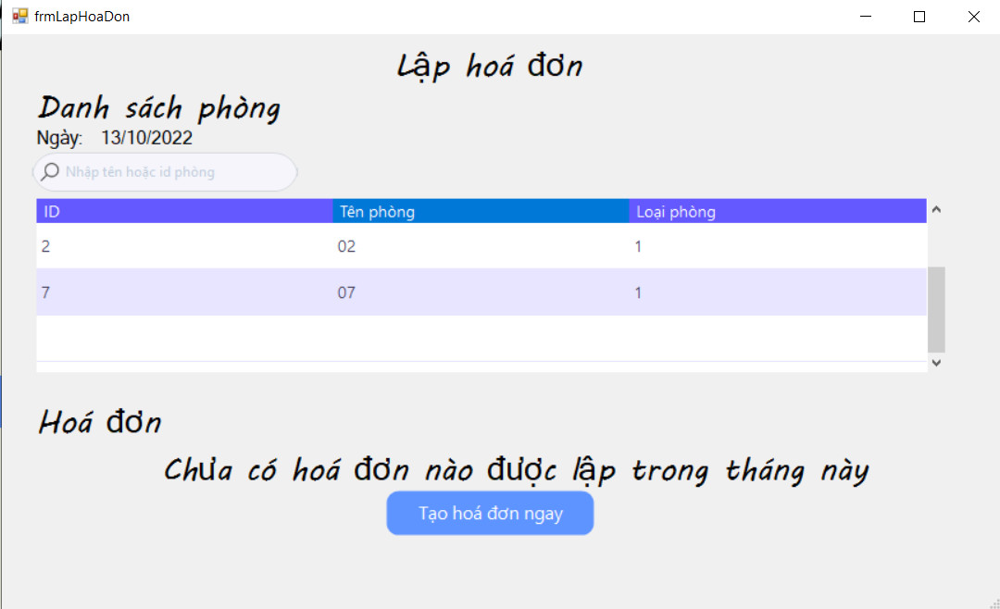 frmLapHoaDon
Lập hoá đơn
Danh sách phòng
Ngày: 13/10/2022
Nhập tên hoặc id phòng
ID Tên phòng Loại phòng
2 02 1
7 07 1
Hoá đơn
Chưa có hoá đơn nào được lập trong tháng này
Tạo hoá đơn ngay